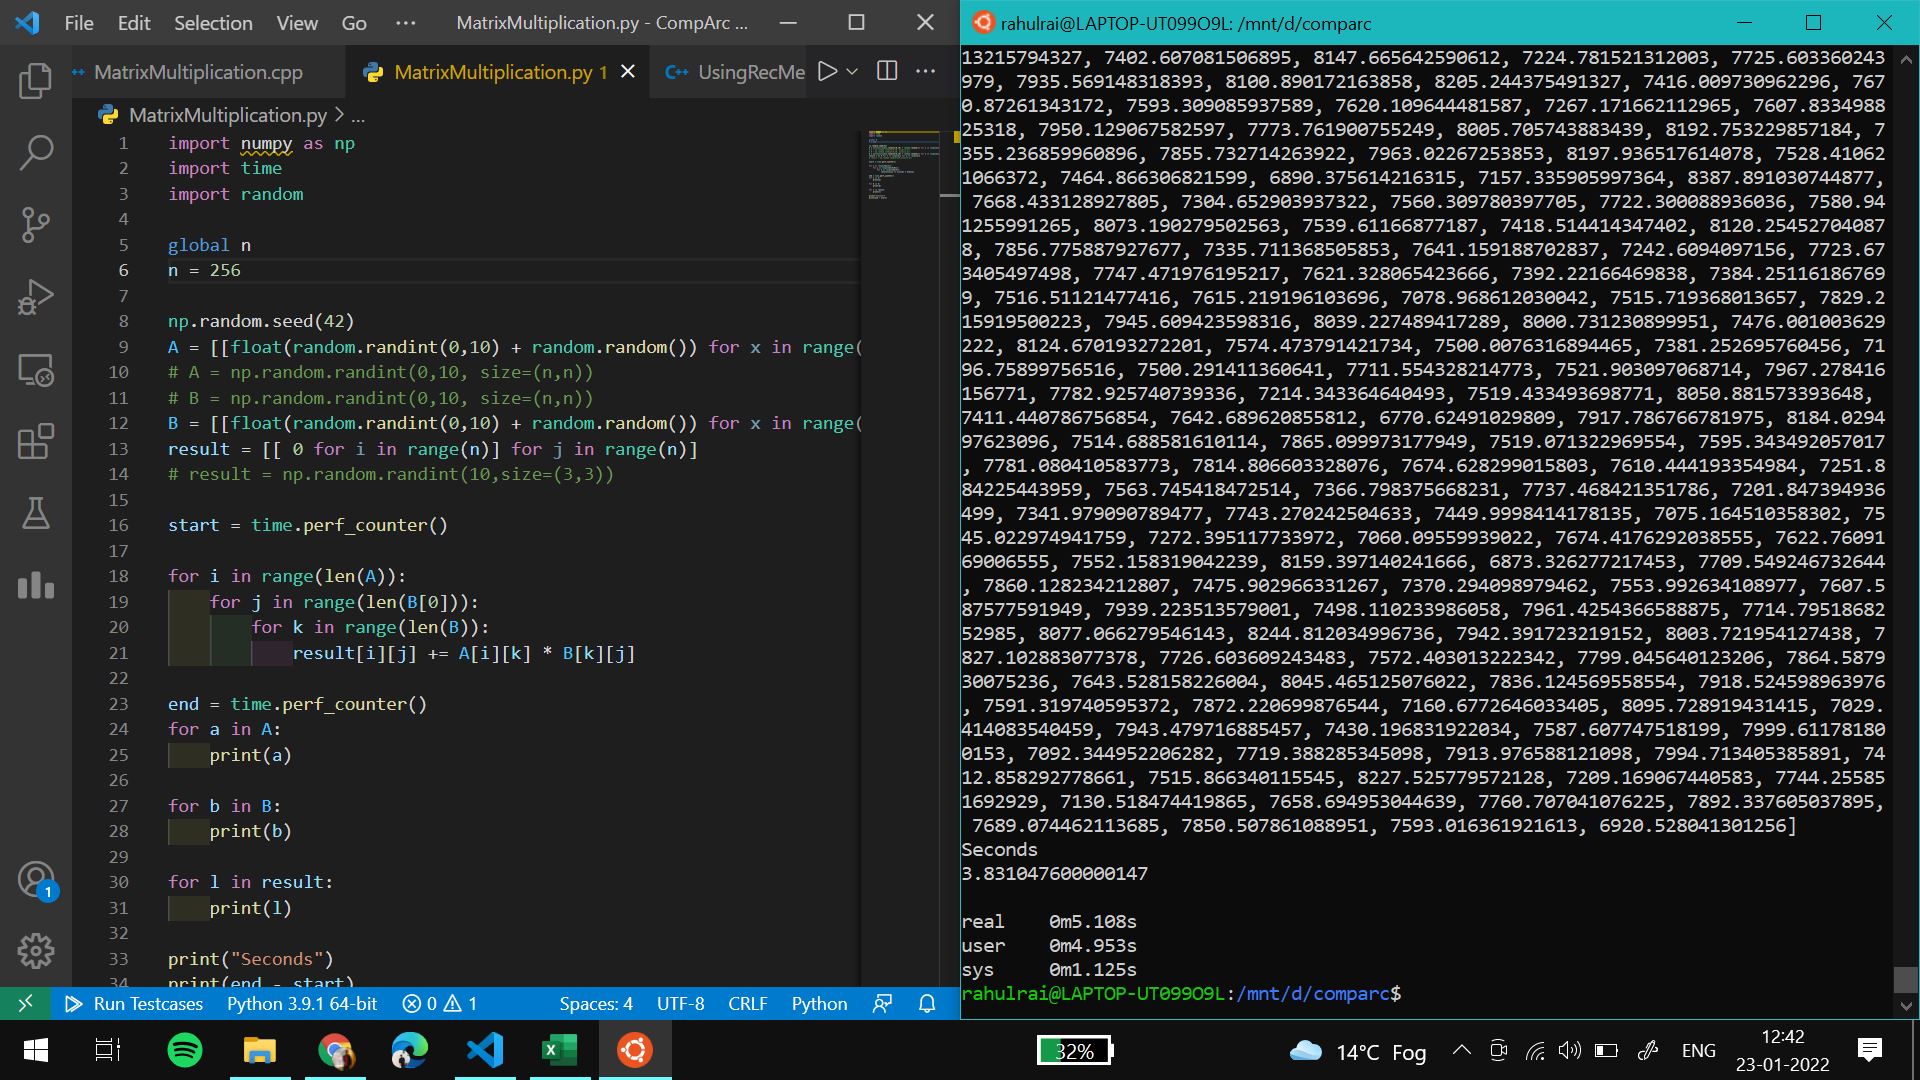 File Edit Selection View Go ··· MatrixMultiplication.py - CompArc ...
MatrixMultiplication.cpp MatrixMultiplication.py 1 UsingRecMe
MatrixMultiplication.py > ...
1 import numpy as np
2 import time
3 import random
4
5 global n
6 n = 256
7
8 np.random.seed(42)
9 A = [[float(random.randint(0,10) + random.random()) for x in range(
10 # A = np.random.randint(0,10, size=(n,n))
11 # B = np.random.randint(0,10, size=(n,n))
12 B = [[float(random.randint(0,10) + random.random()) for x in range(
13 result = [[ 0 for i in range(n)] for j in range(n)]
14 # result = np.random.randint(10,size=(3,3))
15
16 start = time.perf_counter()
17
18 for i in range(len(A)):
19 for j in range(len(B[0])):
20 for k in range(len(B)):
21 result[i][j] += A[i][k] * B[k][j]
22
23 end = time.perf_counter()
24 for a in A:
25 print(a)
26
27 for b in B:
28 print(b)
29
30 for l in result:
31 print(l)
32
33 print("Seconds")
34 print(end - start)
1
Run Testcases Python 3.9.1 64-bit 0 1 Spaces: 4 UTF-8 CRLF Python
rahulrai@LAPTOP-UT099O9L: /mnt/d/comparc
13215794327, 7402.607081506895, 8147.665642590612, 7224.781521312003, 7725.603360243
979, 7935.569148318393, 8100.890172163858, 8205.244375491327, 7416.009730962296, 767
0.87261343172, 7593.309085937589, 7620.109644481587, 7267.171662112965, 7607.8334988
25318, 7950.129067582597, 7773.761900755249, 8005.705743883439, 8192.753229857184, 7
355.236859960896, 7855.732714263022, 7963.02267253853, 8197.936517614078, 7528.41062
1066372, 7464.866306821599, 6890.375614216315, 7157.335905997364, 8387.891030744877,
7668.433128927805, 7304.652903937322, 7560.309780397705, 7722.300088936036, 7580.94
1255991265, 8073.190279502563, 7539.61166877187, 7418.514414347402, 8120.25452704087
8, 7856.775887927677, 7335.711368505853, 7641.159188702837, 7242.6094097156, 7723.67
3405497498, 7747.471976195217, 7621.328065423666, 7392.22166469838, 7384.25116186769
9, 7516.51121477416, 7615.219196103696, 7078.968612030042, 7515.719368013657, 7829.2
15919500223, 7945.609423598316, 8039.227489417289, 8000.731230899951, 7476.001003629
222, 8124.670193272201, 7574.473791421734, 7500.0076316894465, 7381.252695760456, 71
96.75899756516, 7500.291411360641, 7711.554328214773, 7521.903097068714, 7967.278416
156771, 7782.925740739336, 7214.343364640493, 7519.433493698771, 8050.881573393648,
7411.440786756854, 7642.689620855812, 6770.62491029809, 7917.786766781975, 8184.0294
97623096, 7514.688581610114, 7865.099973177949, 7519.071322969554, 7595.343492057017
, 7781.080410583773, 7814.806603328076, 7674.628299015803, 7610.444193354984, 7251.8
84225443959, 7563.745418472514, 7366.798375668231, 7737.468421351786, 7201.847394936
499, 7341.979090789477, 7743.270242504633, 7449.9998414178135, 7075.164510358302, 75
45.022974941759, 7272.395117733972, 7060.09559939022, 7674.4176292038555, 7622.76091
69006555, 7552.158319042239, 8159.397140241666, 6873.326277217453, 7709.549246732644
, 7860.128234212807, 7475.902966331267, 7370.294098979462, 7553.992634108977, 7607.5
87577591949, 7939.223513579001, 7498.110233986058, 7961.4254366588875, 7714.79518682
52985, 8077.066279546143, 8244.812034996736, 7942.391723219152, 8003.721954127438, 7
827.102883077378, 7726.603609243483, 7572.403013222342, 7799.045640123206, 7864.5879
30075236, 7643.528158226004, 8045.465125076022, 7836.124569558554, 7918.524598963976
, 7591.319740595372, 7872.220699876544, 7160.6772646033405, 8095.728919431415, 7029.
414083540459, 7943.479716885457, 7430.196831922034, 7587.607747518199, 7999.61178180
0153, 7092.344952206282, 7719.388285345098, 7913.976588121098, 7994.713405385891, 74
12.858292778661, 7515.866340115545, 8227.525779572128, 7209.169067440583, 7744.25585
1692929, 7130.518474419865, 7658.694953044639, 7760.707041076225, 7892.337605037895,
7689.074462113685, 7850.507861088951, 7593.016361921613, 6920.528041301256]
Seconds
3.831047600000147

real 0m5.108s
user 0m4.953s
sys 0m1.125s
rahulrai@LAPTOP-UT099O9L:/mnt/d/comparc$
32% 14°C Fog ENG 12:42
23-01-2022